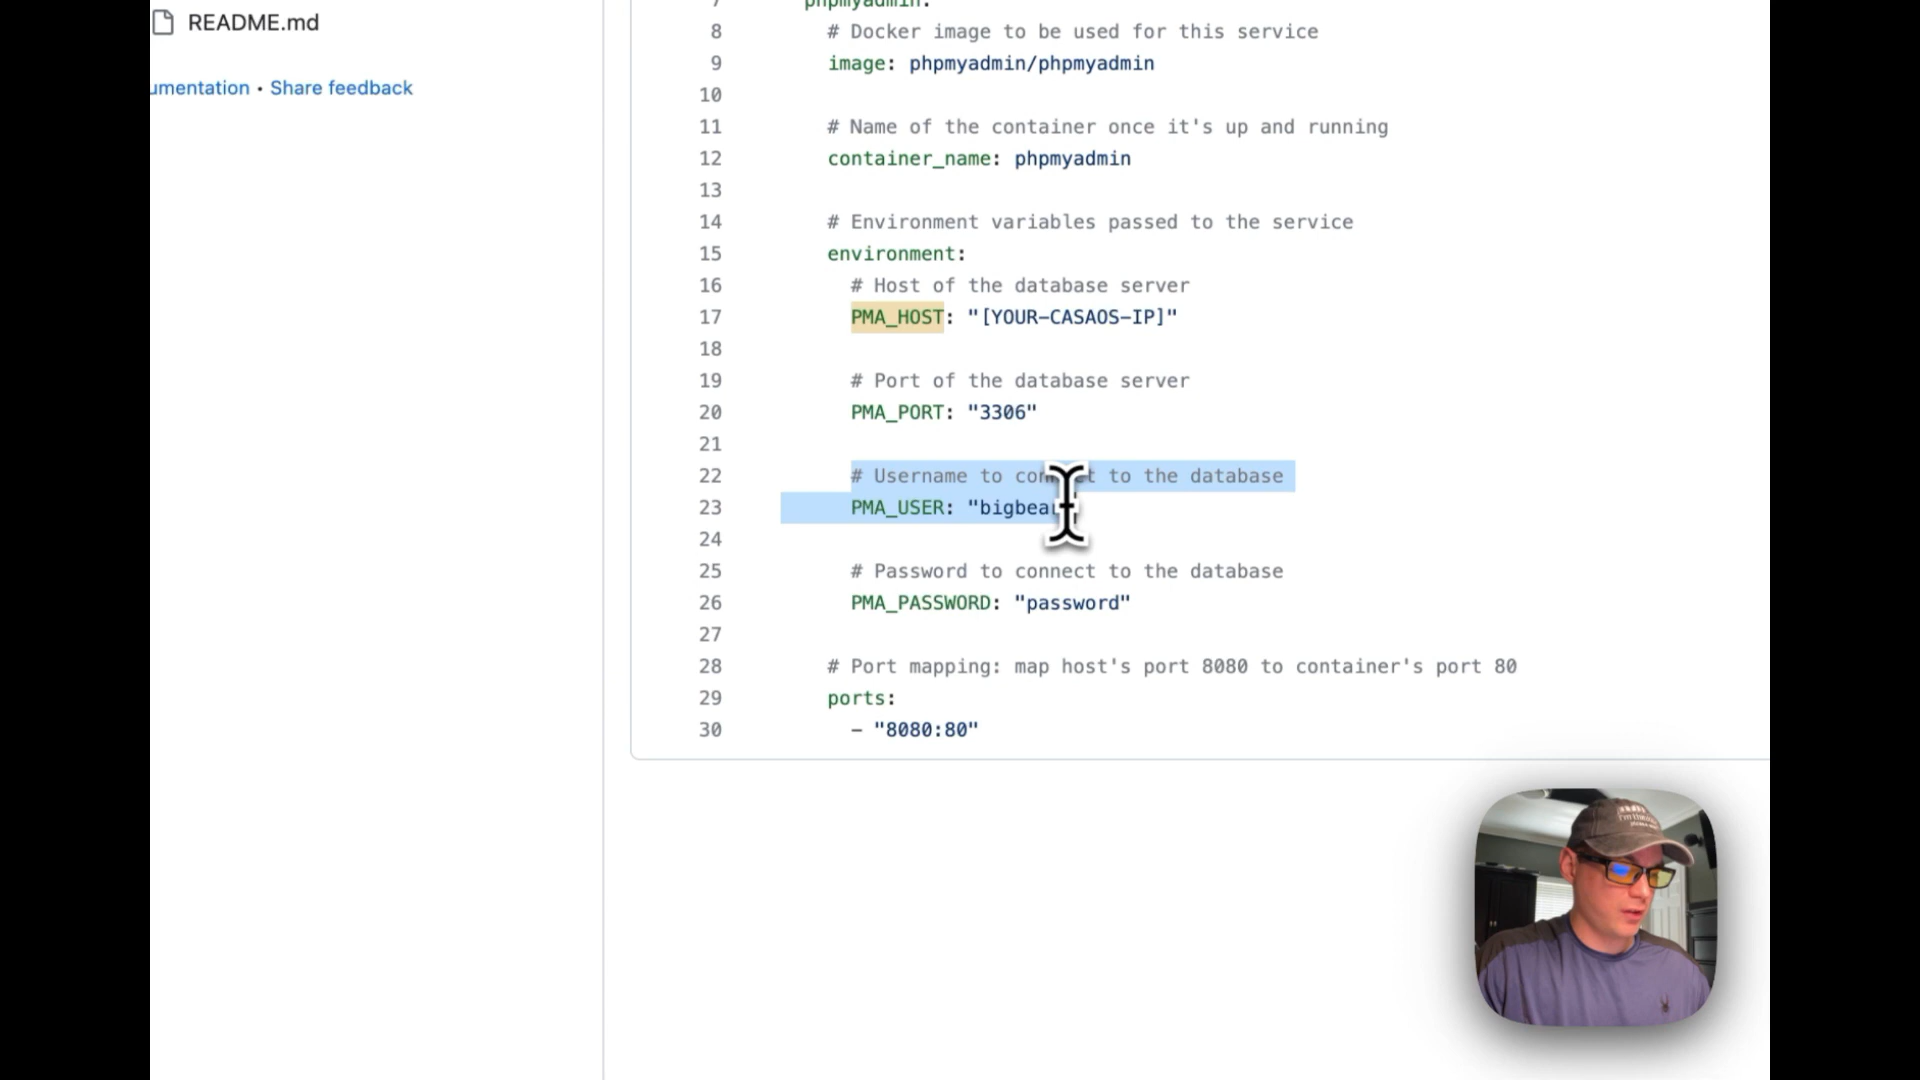 README.md
umentation • Share feedback
7 phpmyadmin:
8 # Docker image to be used for this service
9 image: phpmyadmin/phpmyadmin
10
11 # Name of the container once it's up and running
12 container_name: phpmyadmin
13
14 # Environment variables passed to the service
15 environment:
16 # Host of the database server
17 PMA_HOST: "[YOUR-CASAOS-IP]"
18
19 # Port of the database server
20 PMA_PORT: "3306"
21
22 # Username to connect to the database
23 PMA_USER: "bigbear"
24
25 # Password to connect to the database
26 PMA_PASSWORD: "password"
27
28 # Port mapping: map host's port 8080 to container's port 80
29 ports:
30 – "8080:80"